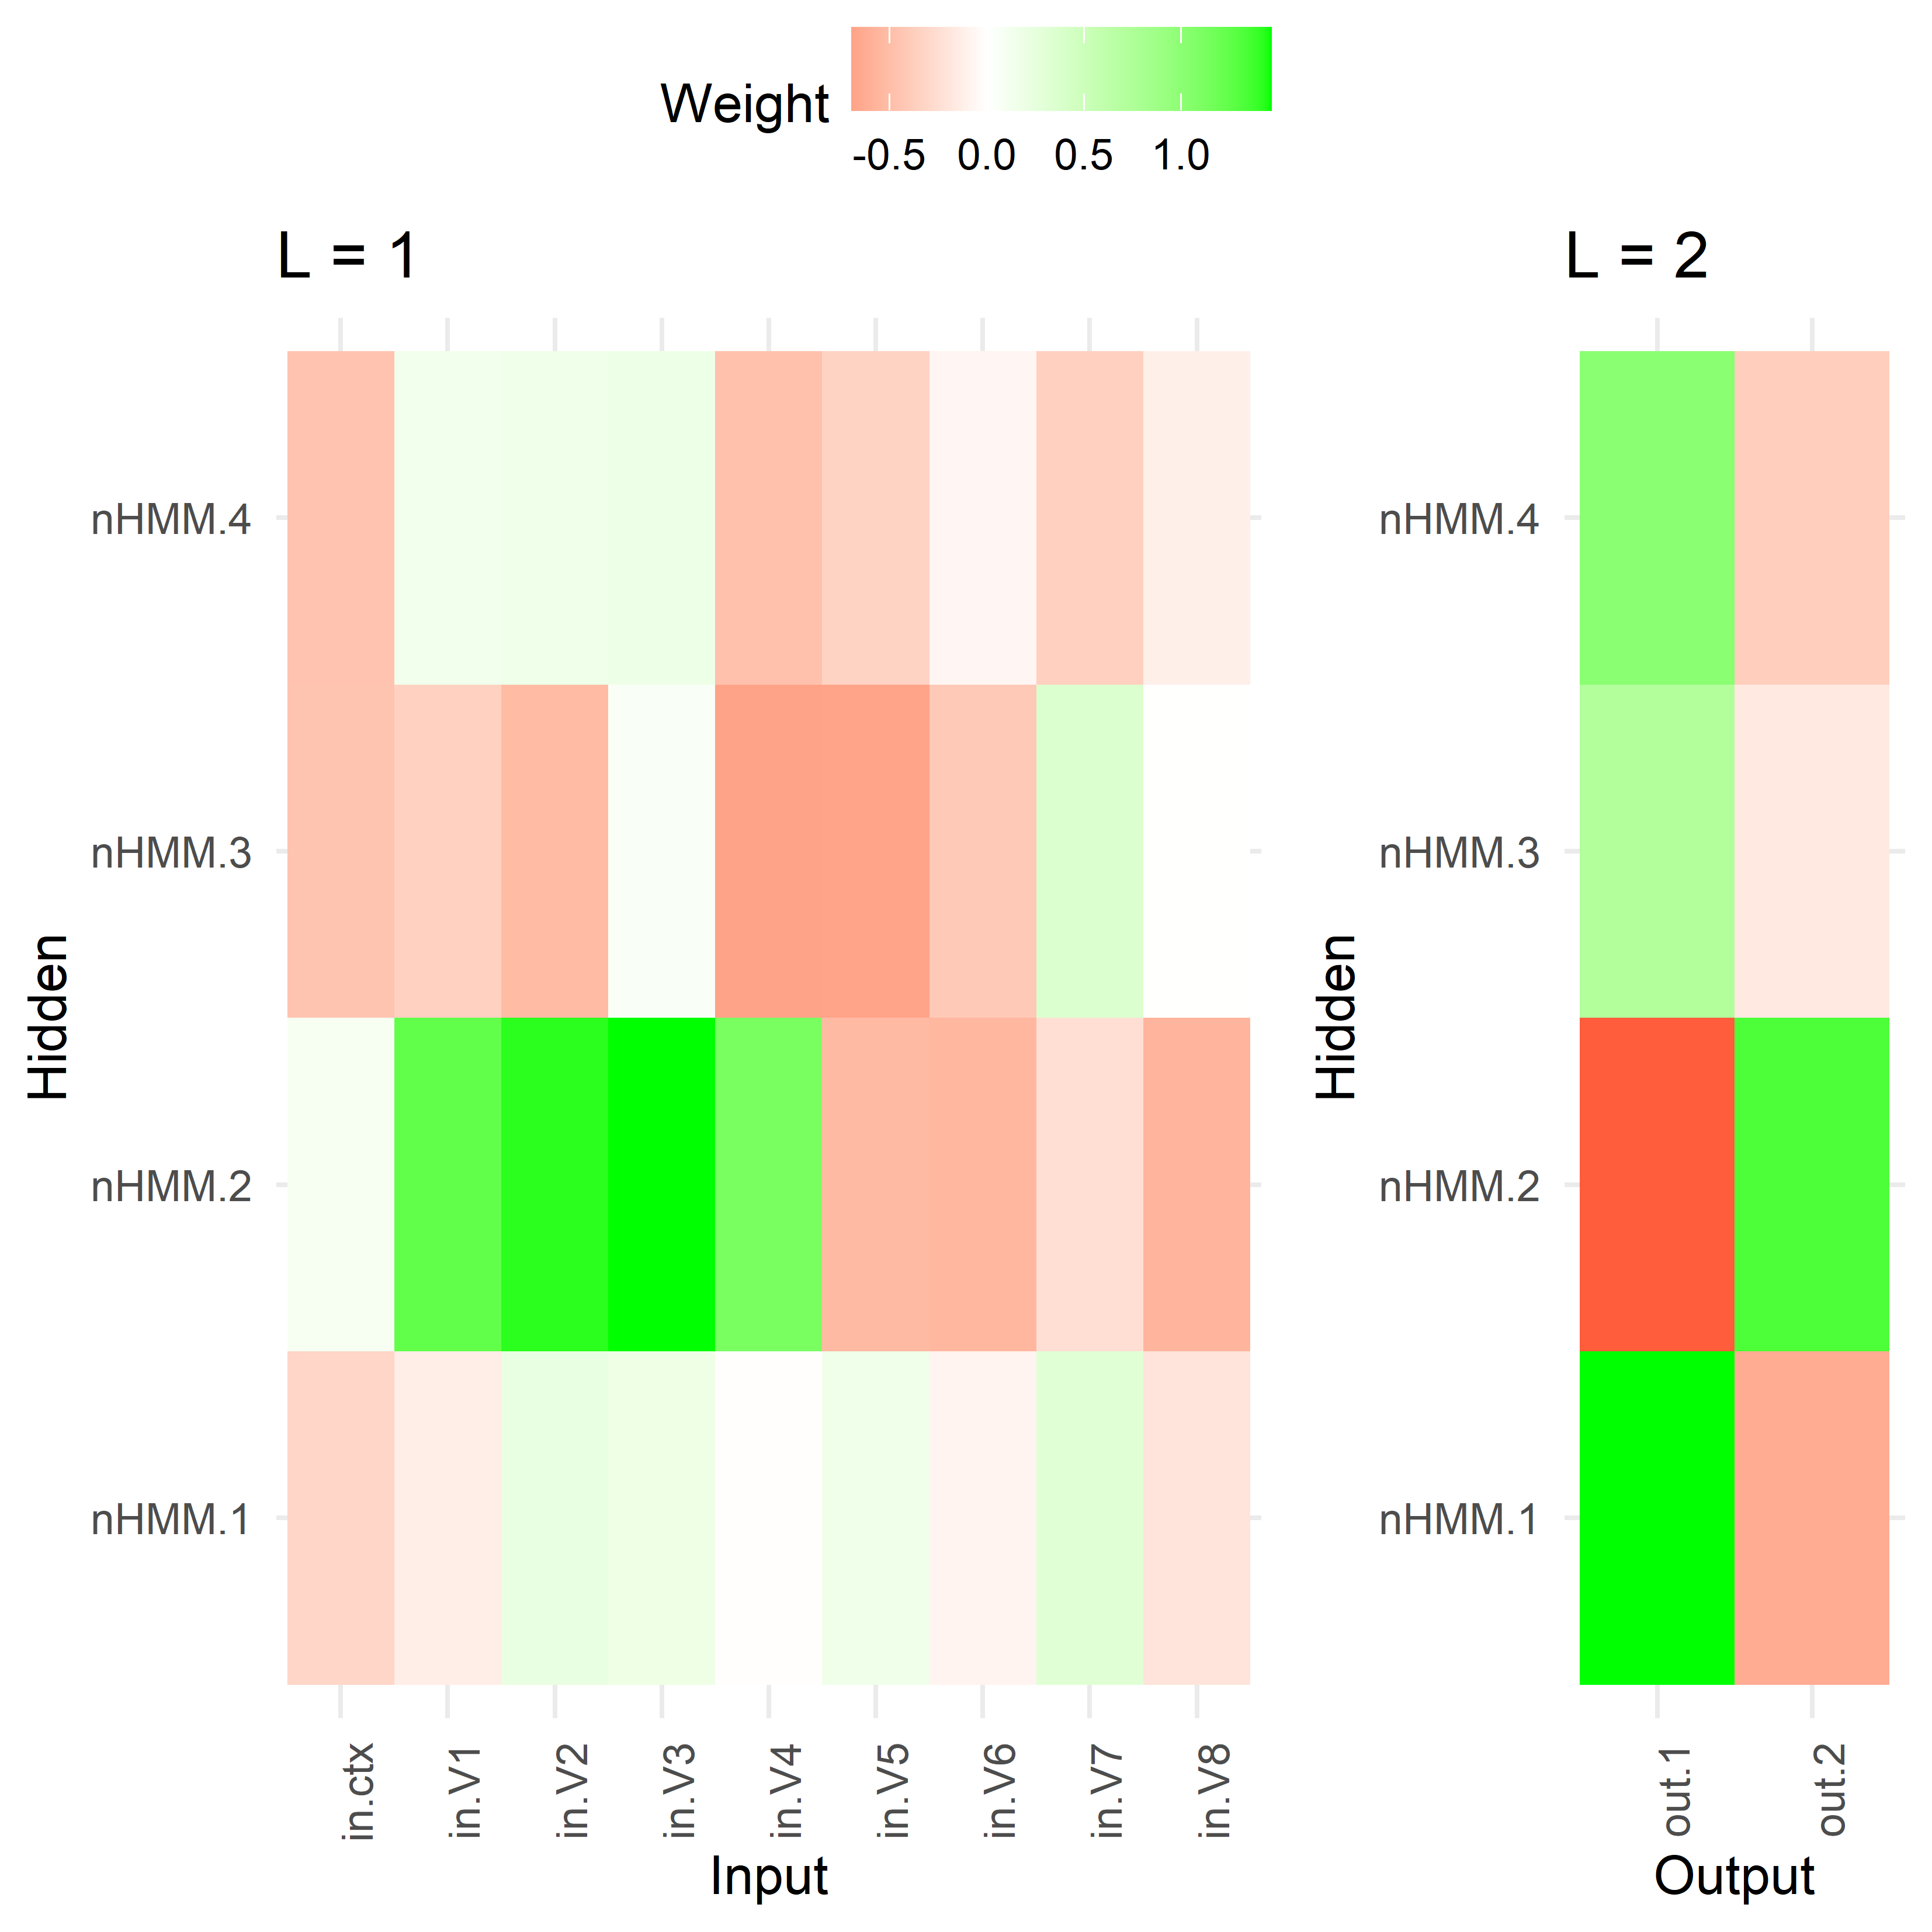 Weight
-0.5 0.0 0.5 1.0
L = 1
nHMM.4
nHMM.3
nHMM.2
nHMM.1
Hidden
in.ctx in.V1 in.V2 in.V3 in.V4 in.V5 in.V6 in.V7 in.V8
Input
L = 2
nHMM.4
nHMM.3
nHMM.2
nHMM.1
Hidden
out.1 out.2
Output